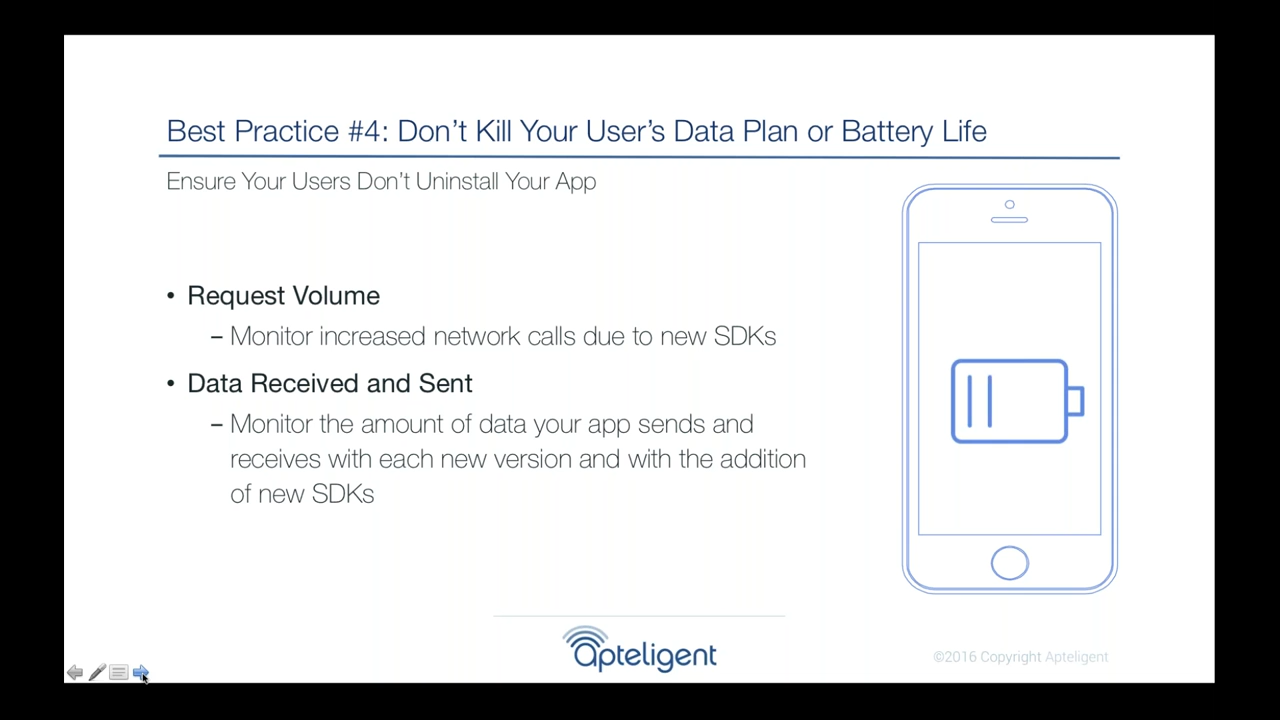 Best Practice #4: Don't Kill Your User's Data Plan or Battery Life
Ensure Your Users Don't Uninstall Your App
• Request Volume
– Monitor increased network calls due to new SDKs
• Data Received and Sent
– Monitor the amount of data your app sends and
receives with each new version and with the addition
of new SDKs
apteligent
©2016 Copyright Apteligent